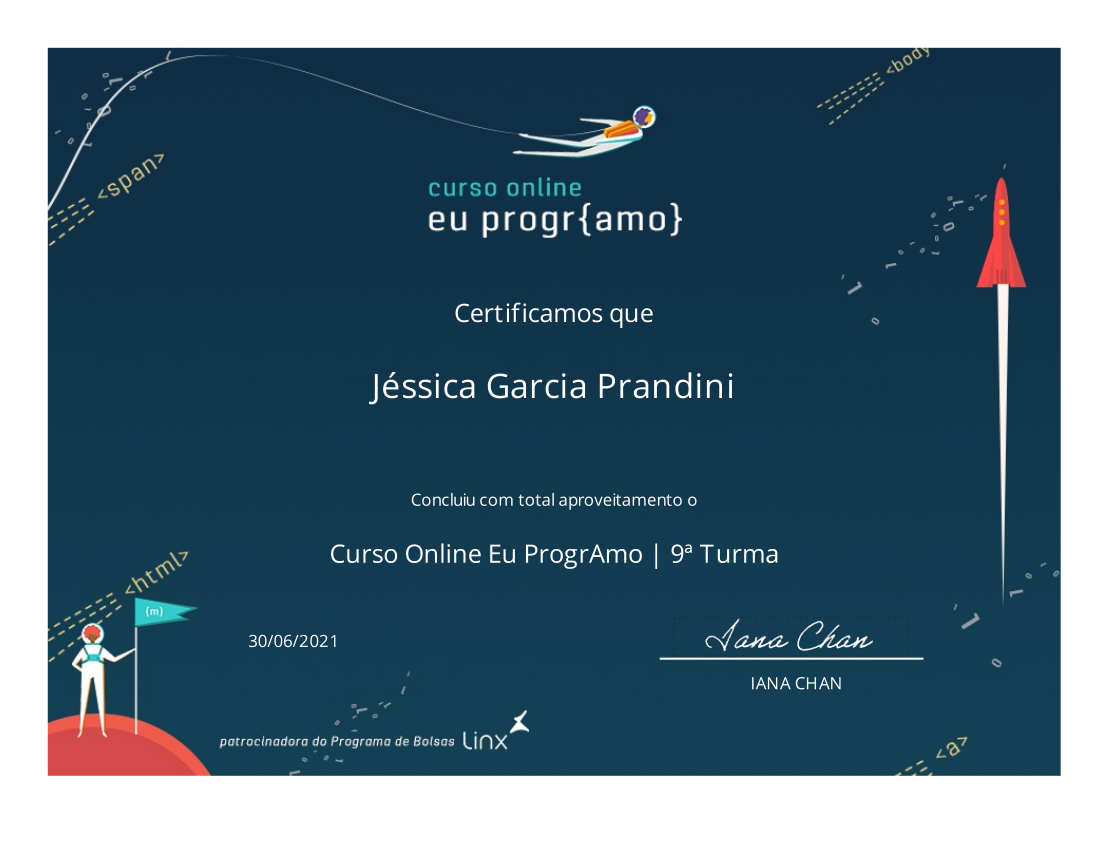 <body
<span>
curso online
eu progr{amo}
Certificamos que
Jéssica Garcia Prandini
Concluiu com total aproveitamento o
Curso Online Eu ProgrAmo | 9ª Turma
<html>
{m}
30/06/2021
Iana Chan
IANA CHAN
patrocinadora do Programa de Bolsas Linx
<a>